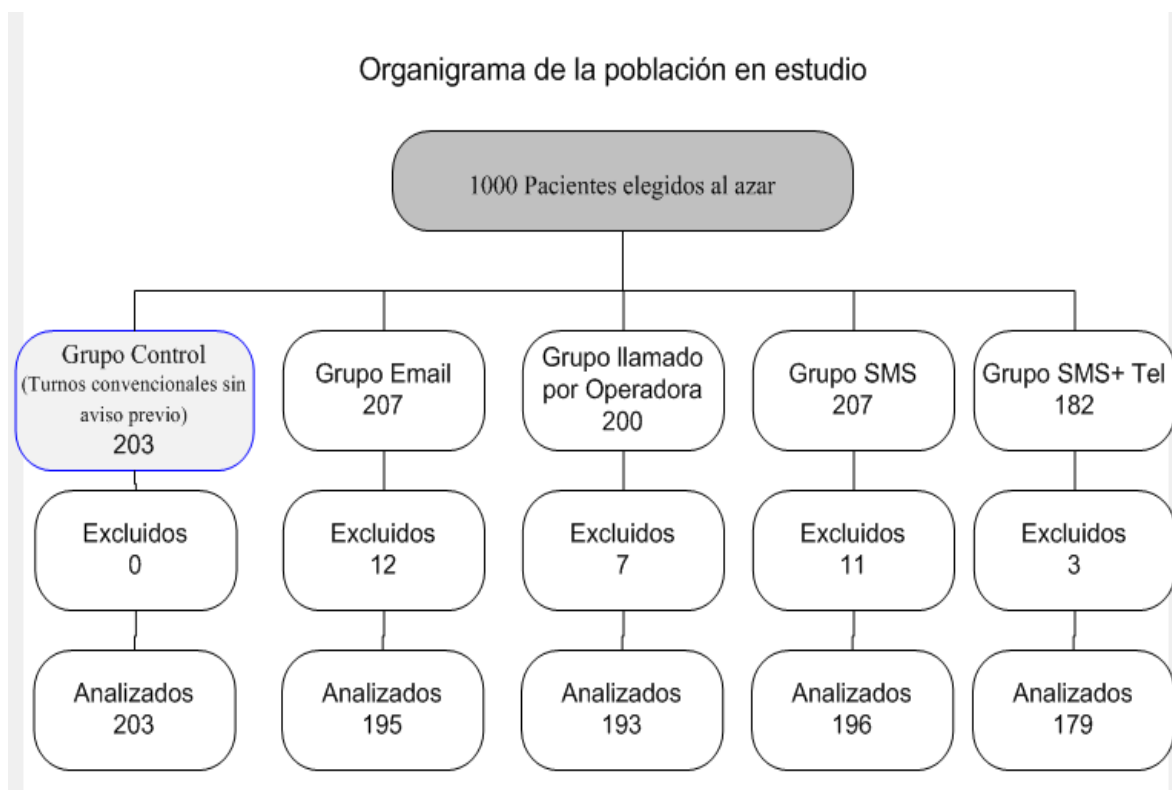 Organigrama de la población en estudio
1000 Pacientes elegidos al azar
Grupo Control
(Turnos convencionales sin
aviso previo)
203
Grupo Email
207
Grupo llamado
por Operadora
200
Grupo SMS
207
Grupo SMS+ Tel
182
Excluidos
0
Excluidos
12
Excluidos
7
Excluidos
11
Excluidos
3
Analizados
203
Analizados
195
Analizados
193
Analizados
196
Analizados
179